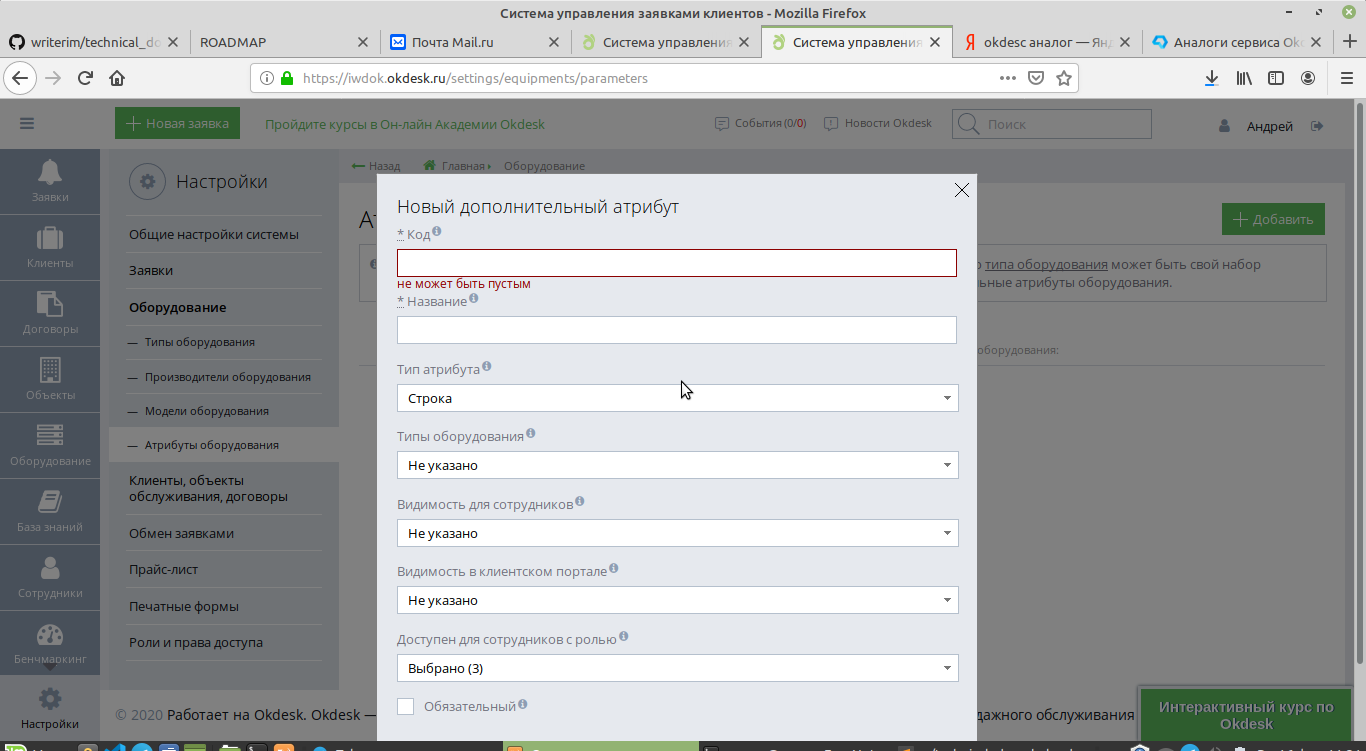 Система управления заявками клиентов - Mozilla Firefox
writerim/technical_do
ROADMAP
Почта Mail.ru
Система управления
Система управления
okdesc аналог — Янд
Аналоги сервиса Okd
https://iwdok.okdesk.ru/settings/equipments/parameters
Новая заявка
Пройдите курсы в Он-лайн Академии Okdesk
События (0/0)
Новости Okdesk
Поиск
Андрей
Назад
Главная
Оборудование
Заявки
Клиенты
Договоры
Объекты
Оборудование
База знаний
Сотрудники
Бенчмаркинг
Настройки
Настройки
Общие настройки системы
Заявки
Оборудование
— Типы оборудования
— Производители оборудования
— Модели оборудования
— Атрибуты оборудования
Клиенты, объекты
обслуживания, договоры
Обмен заявками
Прайс-лист
Печатные формы
Роли и права доступа
Ат
Добавить
типа оборудования может быть свой набор
ьные атрибуты оборудования.
оборудования:
Новый дополнительный атрибут
* Код
не может быть пустым
* Название
Тип атрибута
Строка
Типы оборудования
Не указано
Видимость для сотрудников
Не указано
Видимость в клиентском портале
Не указано
Доступен для сотрудников с ролью
Выбрано (3)
Обязательный
© 2020 Работает на Okdesk. Okdesk —
дажного обслуживания
Интерактивный курс по
Okdesk